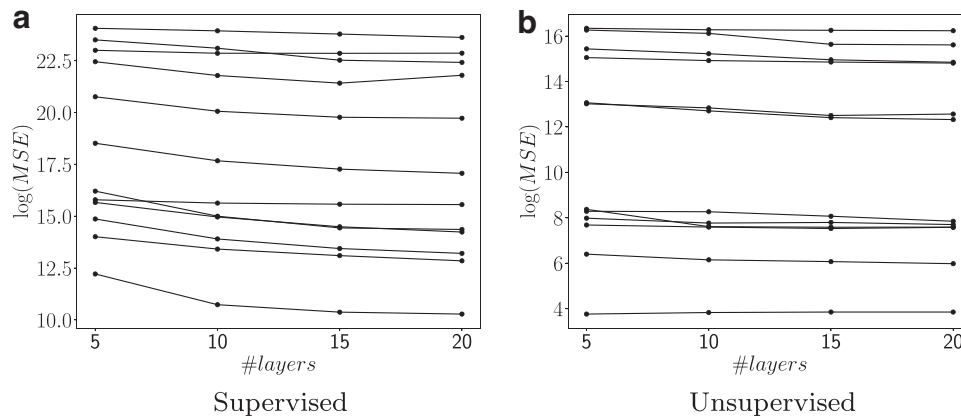 a
22.5
20.0
17.5
15.0
12.5
10.0
log(MSE)
5 10 15 20
#layers
Supervised
b
16
14
12
10
8
6
4
log(MSE)
5 10 15 20
#layers
Unsupervised